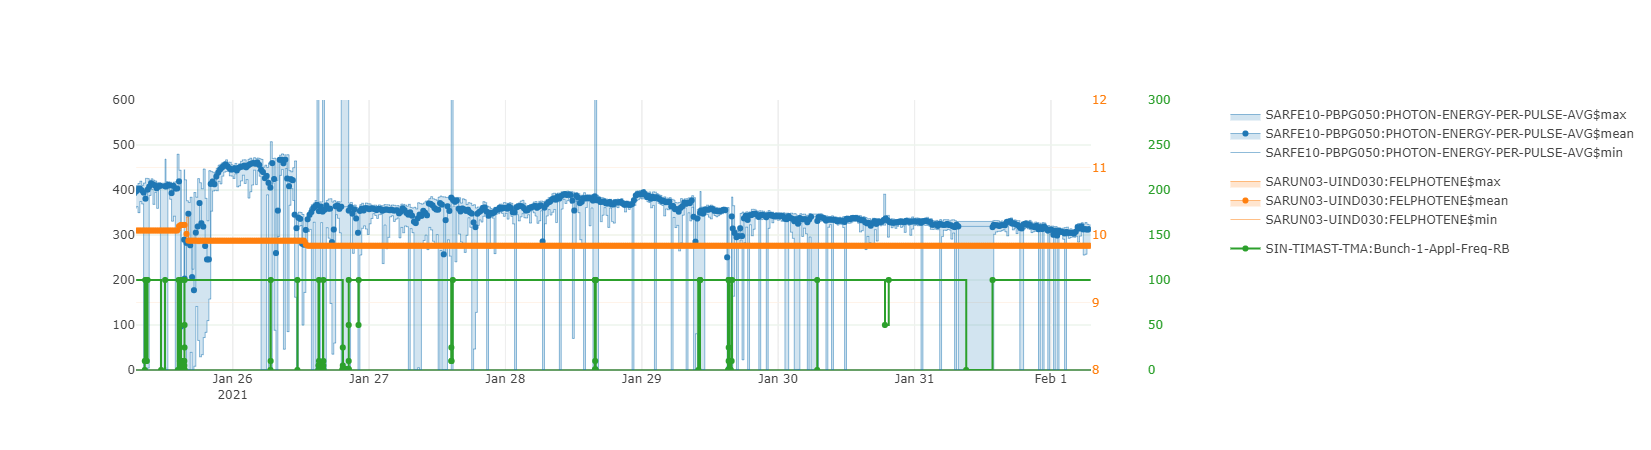 600
500
400
300
200
100
0
12
11
10
9
8
300
250
200
150
100
50
0
Jan 26
2021
Jan 27
Jan 28
Jan 29
Jan 30
Jan 31
Feb 1
SARFE10-PBPG050:PHOTON-ENERGY-PER-PULSE-AVG$max
SARFE10-PBPG050:PHOTON-ENERGY-PER-PULSE-AVG$mean
SARFE10-PBPG050:PHOTON-ENERGY-PER-PULSE-AVG$min
SARUN03-UIND030:FELPHOTENE$max
SARUN03-UIND030:FELPHOTENE$mean
SARUN03-UIND030:FELPHOTENE$min
SIN-TIMAST-TMA:Bunch-1-Appl-Freq-RB